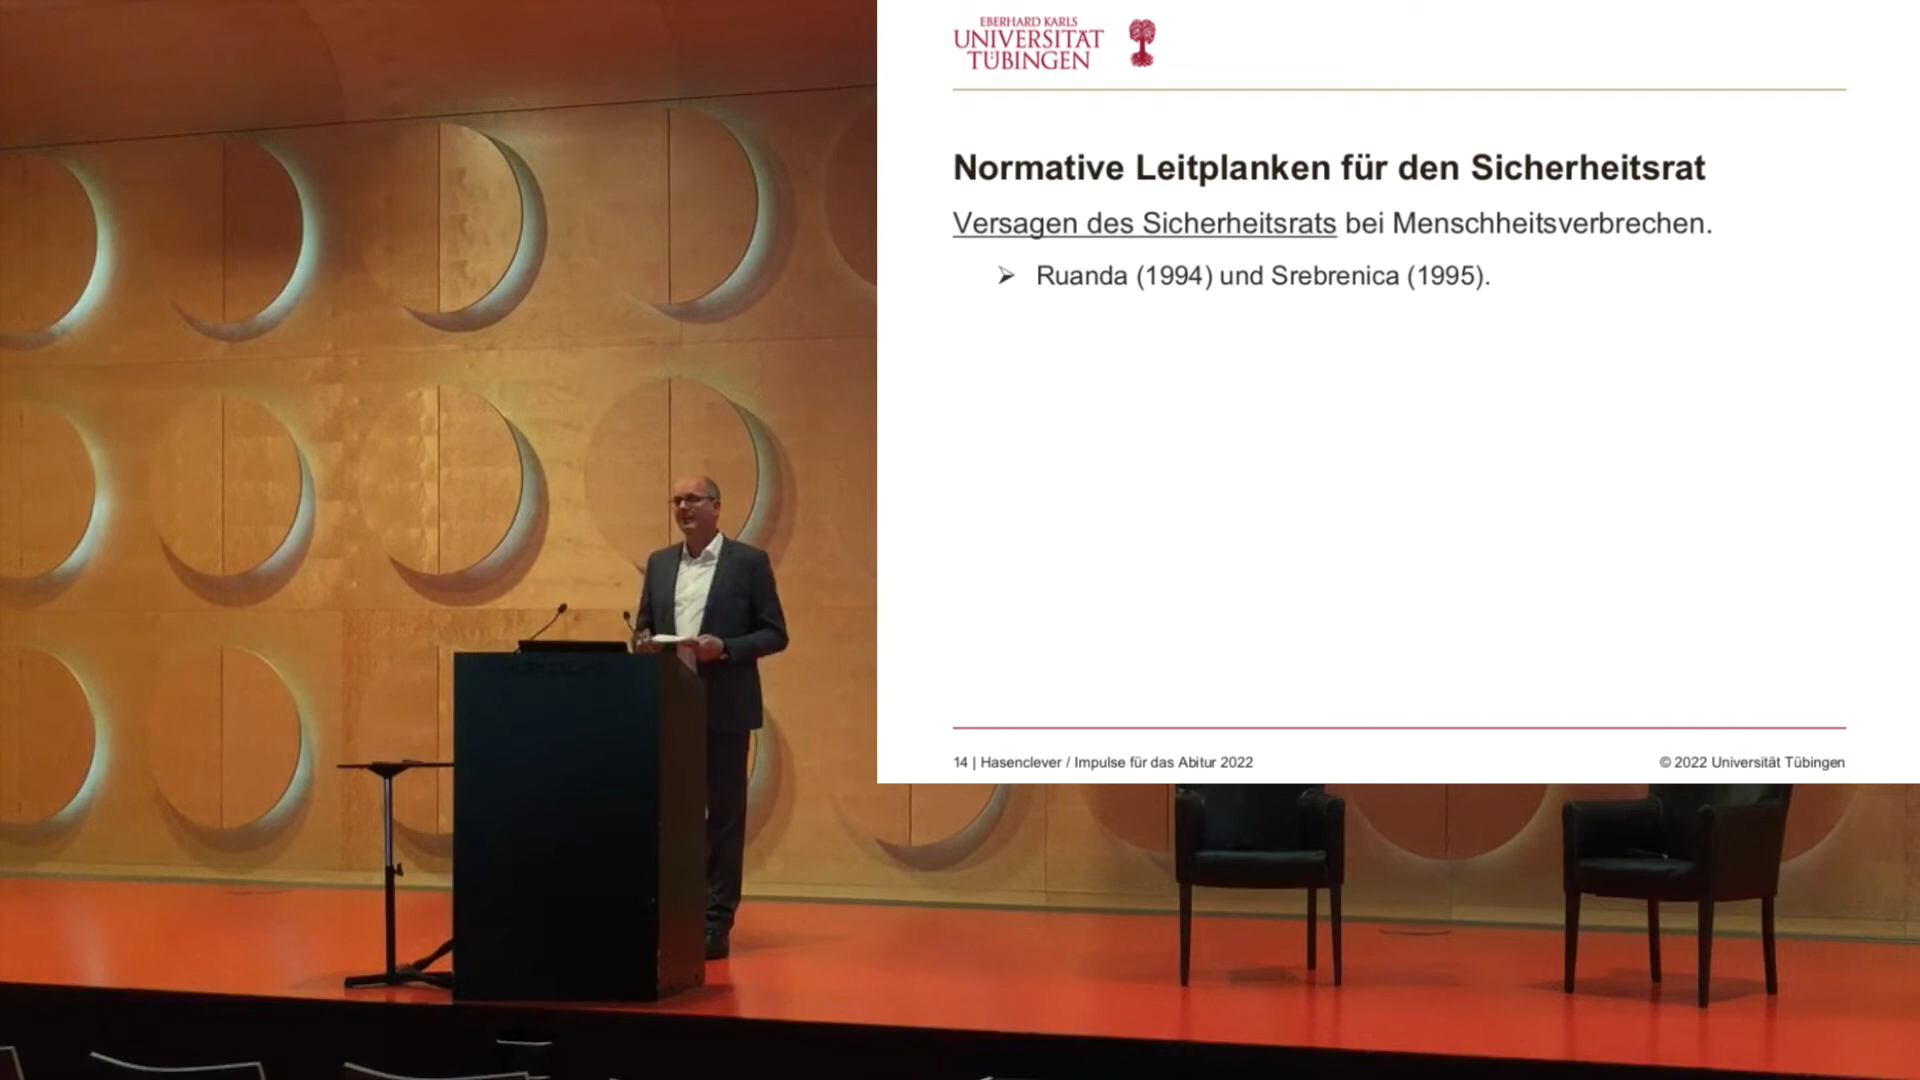 EBERHARD KARLS
UNIVERSITÄT
TÜBINGEN
Normative Leitplanken für den Sicherheitsrat
Versagen des Sicherheitsrats bei Menschheitsverbrechen.
➢ Ruanda (1994) und Srebrenica (1995).
14 | Hasenclever / Impulse für das Abitur 2022
© 2022 Universität Tübingen